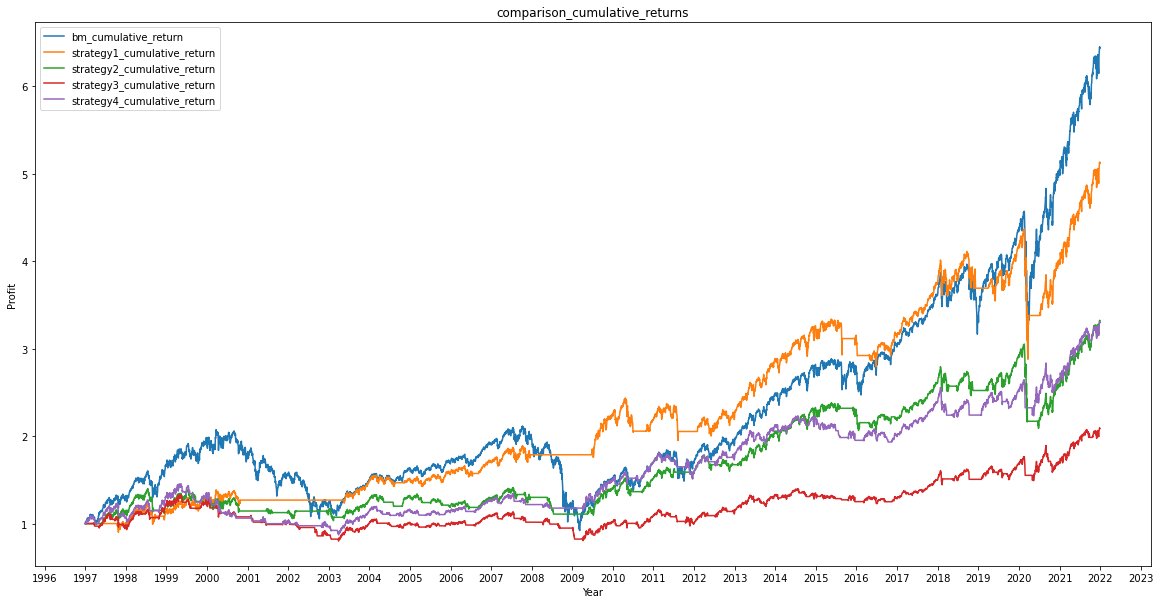 comparison_cumulative_returns
bm_cumulative_return
strategy1_cumulative_return
strategy2_cumulative_return
strategy3_cumulative_return
strategy4_cumulative_return
6
5
4
3
2
1
Profit
1996 1997 1998 1999 2000 2001 2002 2003 2004 2005 2006 2007 2008 2009 2010 2011 2012 2013 2014 2015 2016 2017 2018 2019 2020 2021 2022 2023
Year